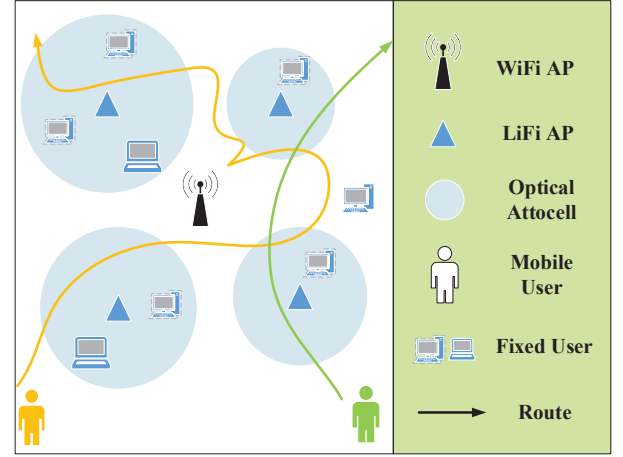 WiFi AP
LiFi AP
Optical
Attocell
Mobile
User
Fixed User
Route